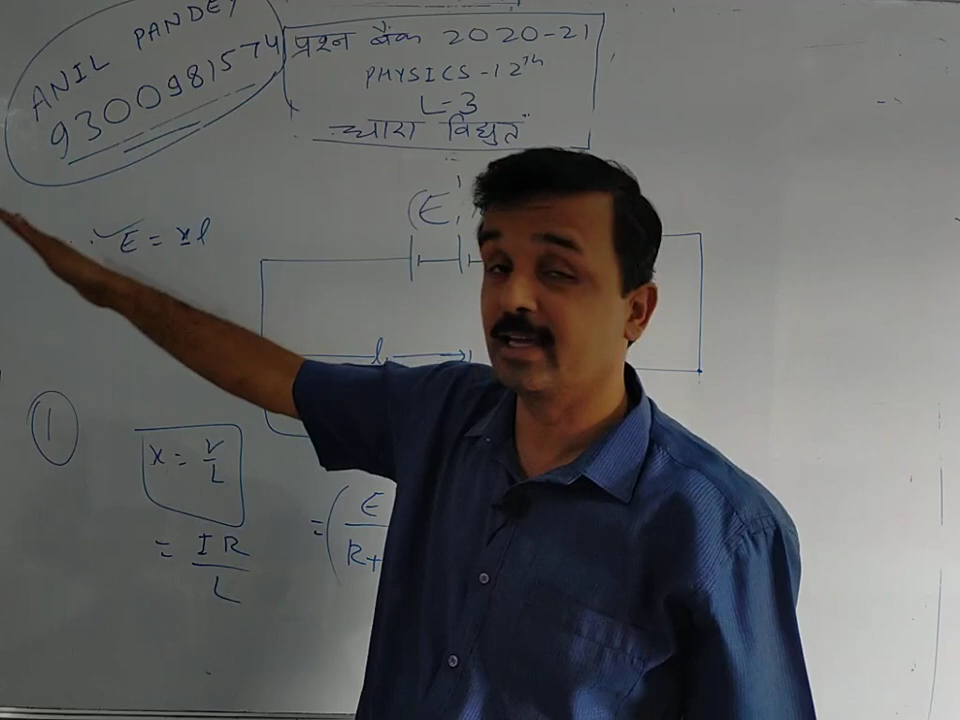 ANIL PANDEY
9300981574
प्रश्न बैंक 2020-21
PHYSICS-12th
L-3
धारा विद्युत
(E,
E = xl
l
1
x = V/L
= IR/L
= (E/R+